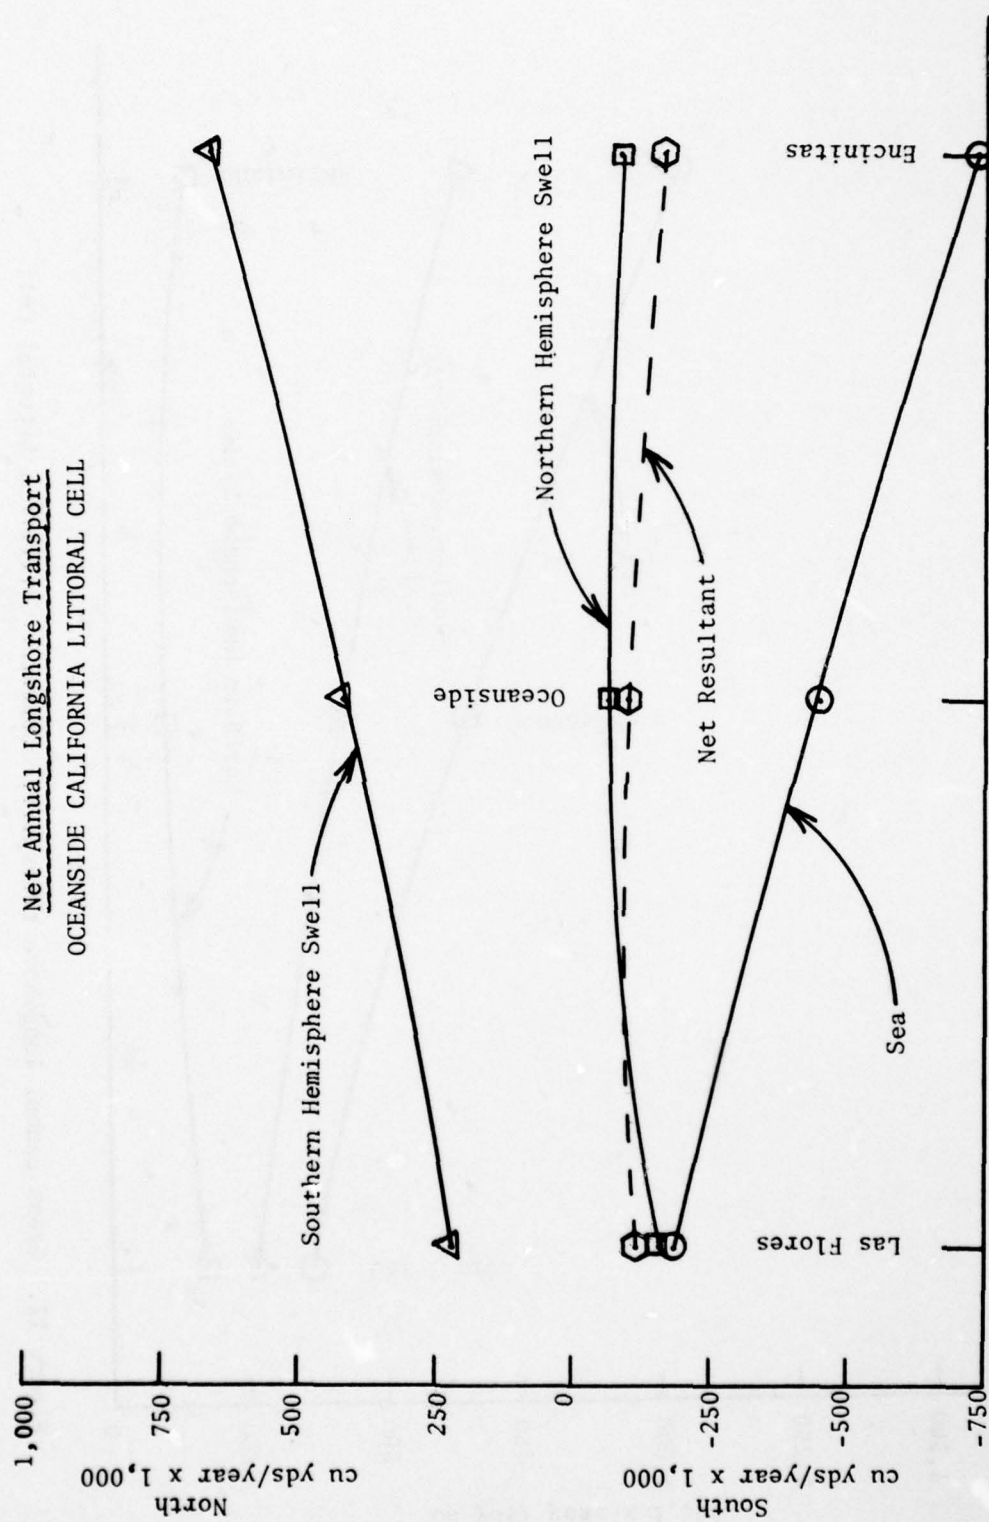 Net Annual Longshore Transport
OCEANSIDE CALIFORNIA LITTORAL CELL
1,000
750
500
250
0
-250
-500
-750
North
cu yds/year x 1,000
South
cu yds/year x 1,000
Southern Hemisphere Swell
Northern Hemisphere Swell
Net Resultant
Sea
Las Flores
Oceanside
Encinitas